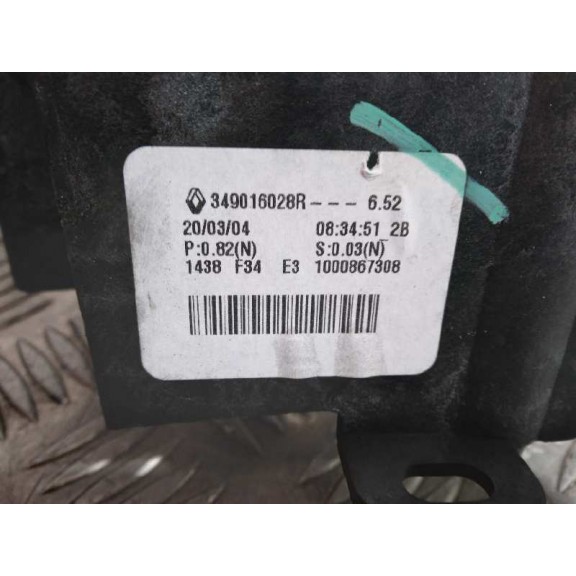 349016028R--- 6.52
20/03/04 08:34:51 2B
P:0.82(N) S:0.03(N)
1438 F34 E3 1000867308